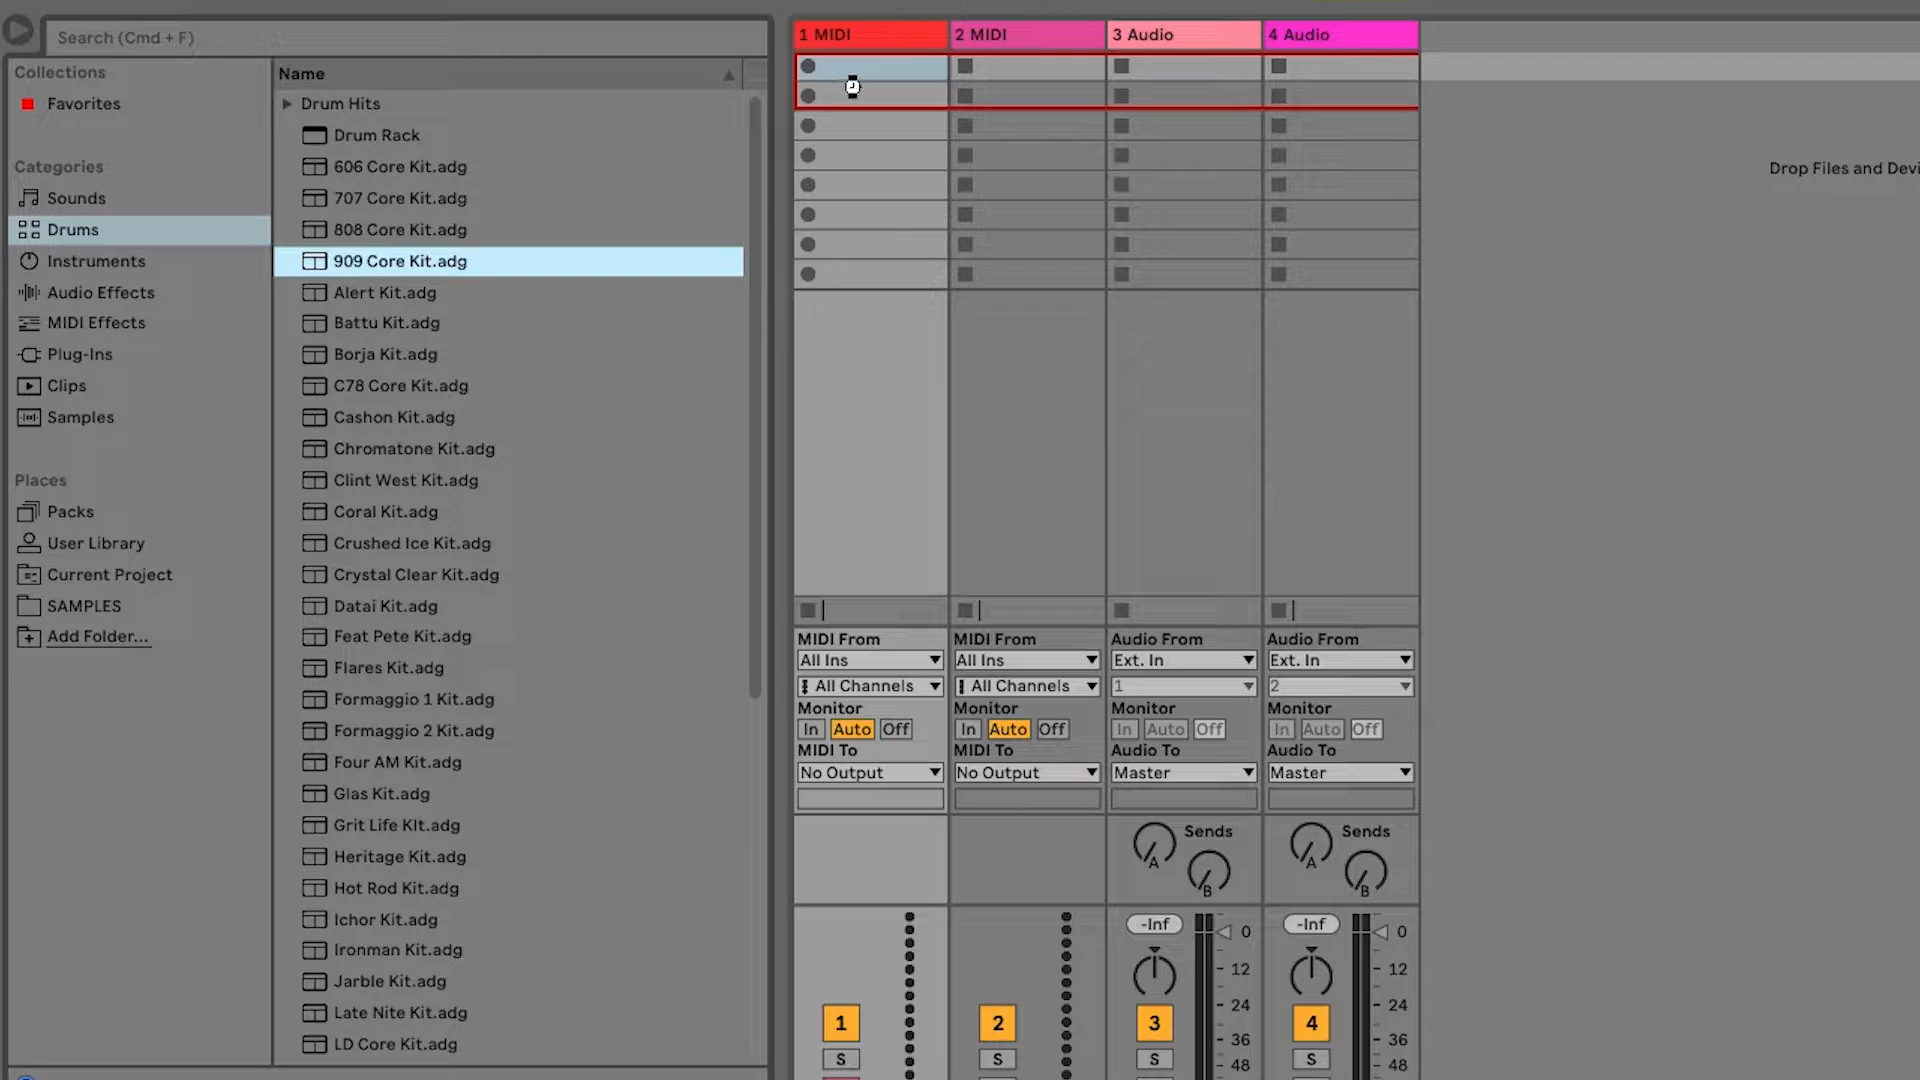 Search (Cmd + F)
Collections
Favorites
Categories
Sounds
Drums
Instruments
Audio Effects
MIDI Effects
Plug-Ins
Clips
Samples
Places
Packs
User Library
Current Project
SAMPLES
Add Folder...
Name
Drum Hits
Drum Rack
606 Core Kit.adg
707 Core Kit.adg
808 Core Kit.adg
909 Core Kit.adg
Alert Kit.adg
Battu Kit.adg
Borja Kit.adg
C78 Core Kit.adg
Cashon Kit.adg
Chromatone Kit.adg
Clint West Kit.adg
Coral Kit.adg
Crushed Ice Kit.adg
Crystal Clear Kit.adg
Datai Kit.adg
Feat Pete Kit.adg
Flares Kit.adg
Formaggio 1 Kit.adg
Formaggio 2 Kit.adg
Four AM Kit.adg
Glas Kit.adg
Grit Life KIt.adg
Heritage Kit.adg
Hot Rod Kit.adg
Ichor Kit.adg
Ironman Kit.adg
Jarble Kit.adg
Late Nite Kit.adg
LD Core Kit.adg
1 MIDI 2 MIDI 3 Audio 4 Audio
Drop Files and Devi
MIDI From MIDI From Audio From Audio From
All Ins All Ins Ext. In Ext. In
All Channels All Channels 1 2
Monitor Monitor Monitor Monitor
In Auto Off In Auto Off In Auto Off In Auto Off
MIDI To MIDI To Audio To Audio To
No Output No Output Master Master
Sends Sends
A A
B B
-Inf 0 -Inf 0
12 12
24 24
1 2 3 4
36 36
S S S S
48 48